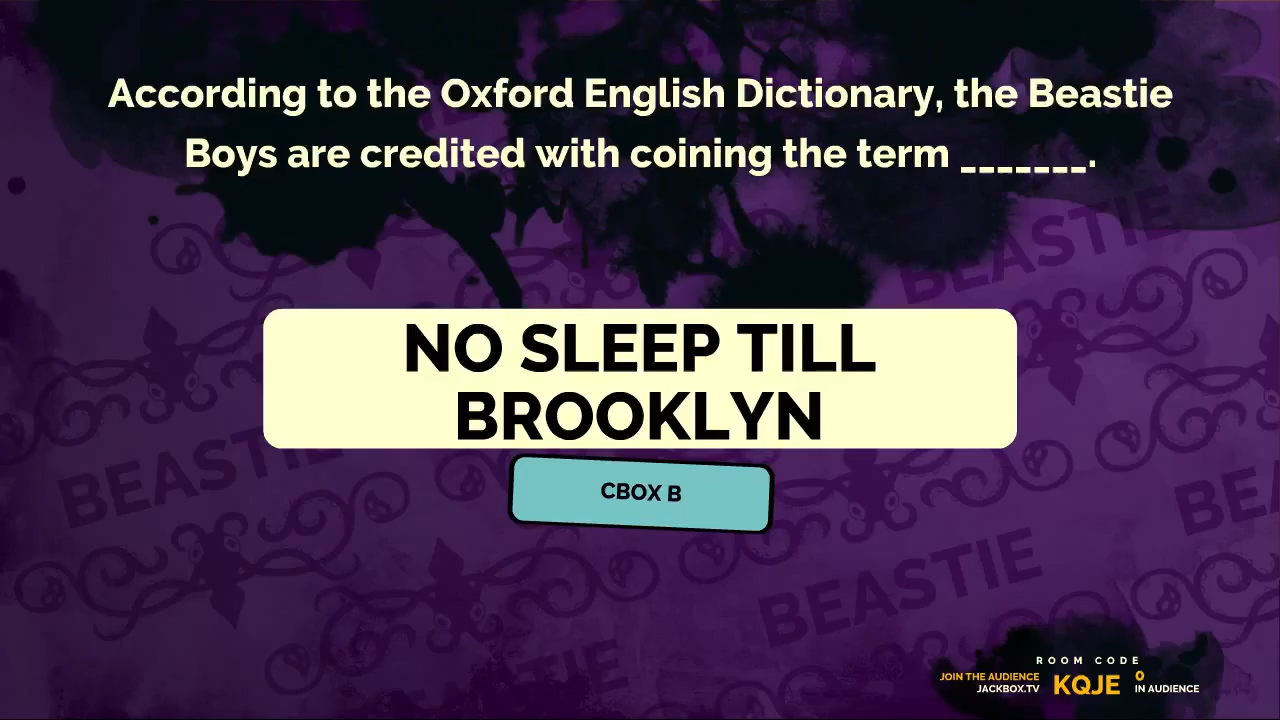 According to the Oxford English Dictionary, the Beastie
Boys are credited with coining the term _______.
BEASTIE
BEASTIE
NO SLEEP TILL
BROOKLYN
BEASTIE
CBOX B
BEASTIE
BEASTIE
ROOM CODE
JOIN THE AUDIENCE
JACKBOX.TV
KQJE
0
IN AUDIENCE